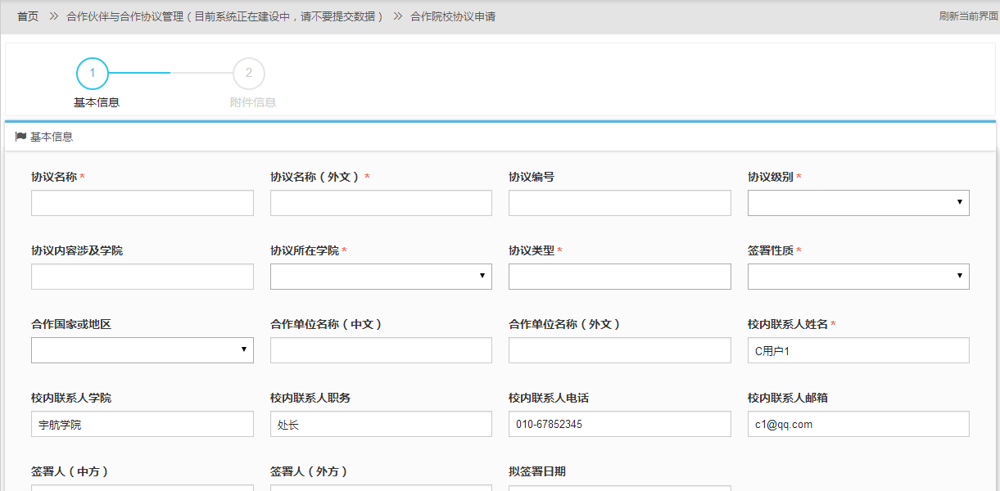 首页 >> 合作伙伴与合作协议管理（目前系统正在建设中，请不要提交数据） >> 合作院校协议申请 刷新当前界面
1 2
基本信息 附件信息
基本信息
协议名称 * 协议名称（外文） * 协议编号 协议级别 *
协议内容涉及学院 协议所在学院 * 协议类型 * 签署性质 *
合作国家或地区 合作单位名称（中文） 合作单位名称（外文） 校内联系人姓名 *
C用户1
校内联系人学院 校内联系人职务 校内联系人电话 校内联系人邮箱
宇航学院 处长 010-67852345 c1@qq.com
签署人（中方） 签署人（外方） 拟签署日期